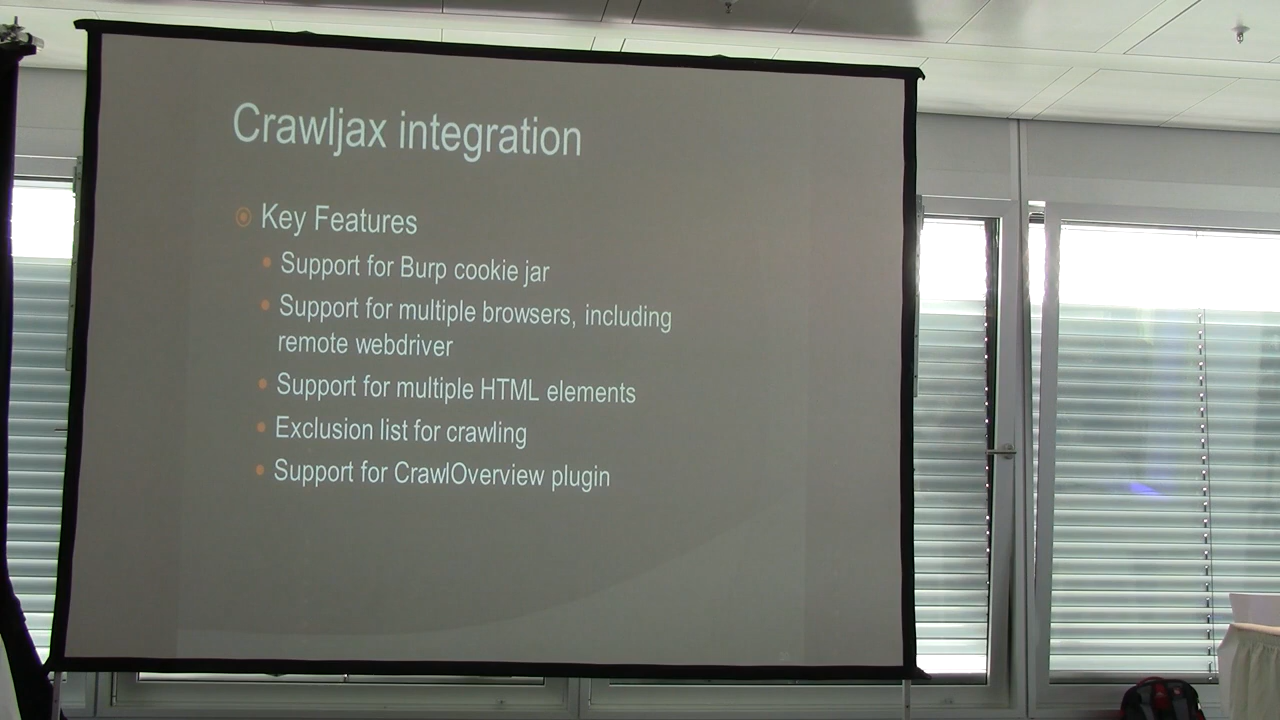 Crawljax integration
Key Features
Support for Burp cookie jar
Support for multiple browsers, including
remote webdriver
Support for multiple HTML elements
Exclusion list for crawling
Support for CrawlOverview plugin